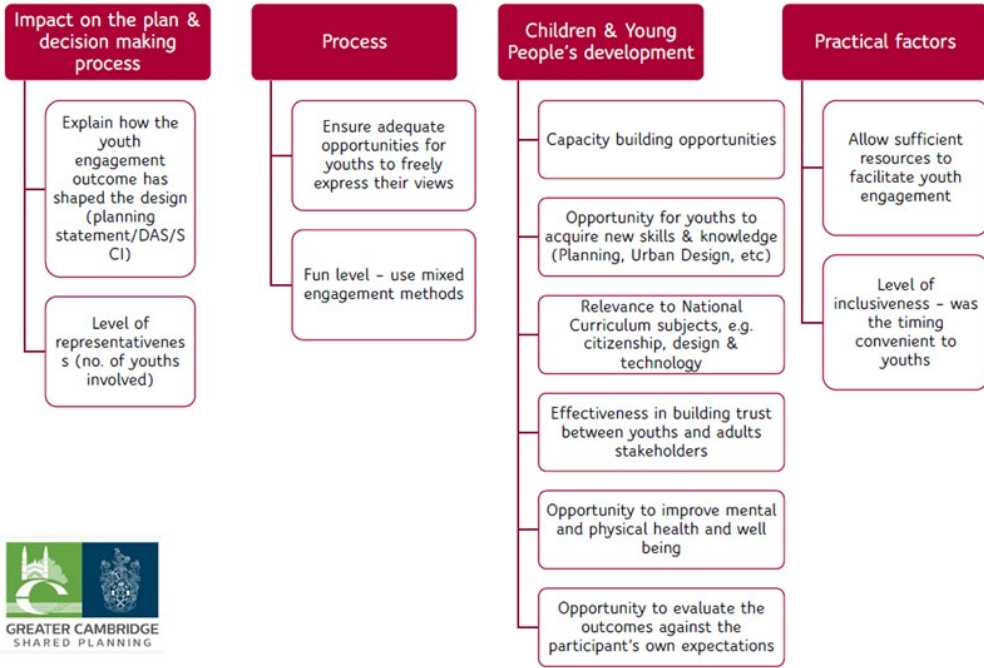 Impact on the plan &
decision making
process
Explain how the
youth
engagement
outcome has
shaped the design
(planning
statement/DAS/S
CI)
Level of
representativenes
s (no. of youths
involved)
Process
Ensure adequate
opportunities for
youths to freely
express their views
Fun level – use mixed
engagement methods
Children & Young
People's development
Capacity building opportunities
Opportunity for youths to
acquire new skills & knowledge
(Planning, Urban Design, etc)
Relevance to National
Curriculum subjects, e.g.
citizenship, design &
technology
Effectiveness in building trust
between youths and adults
stakeholders
Opportunity to improve mental
and physical health and well
being
Opportunity to evaluate the
outcomes against the
participant's own expectations
Practical factors
Allow sufficient
resources to
facilitate youth
engagement
Level of
inclusiveness – was
the timing
convenient to
youths
GREATER CAMBRIDGE
SHARED PLANNING